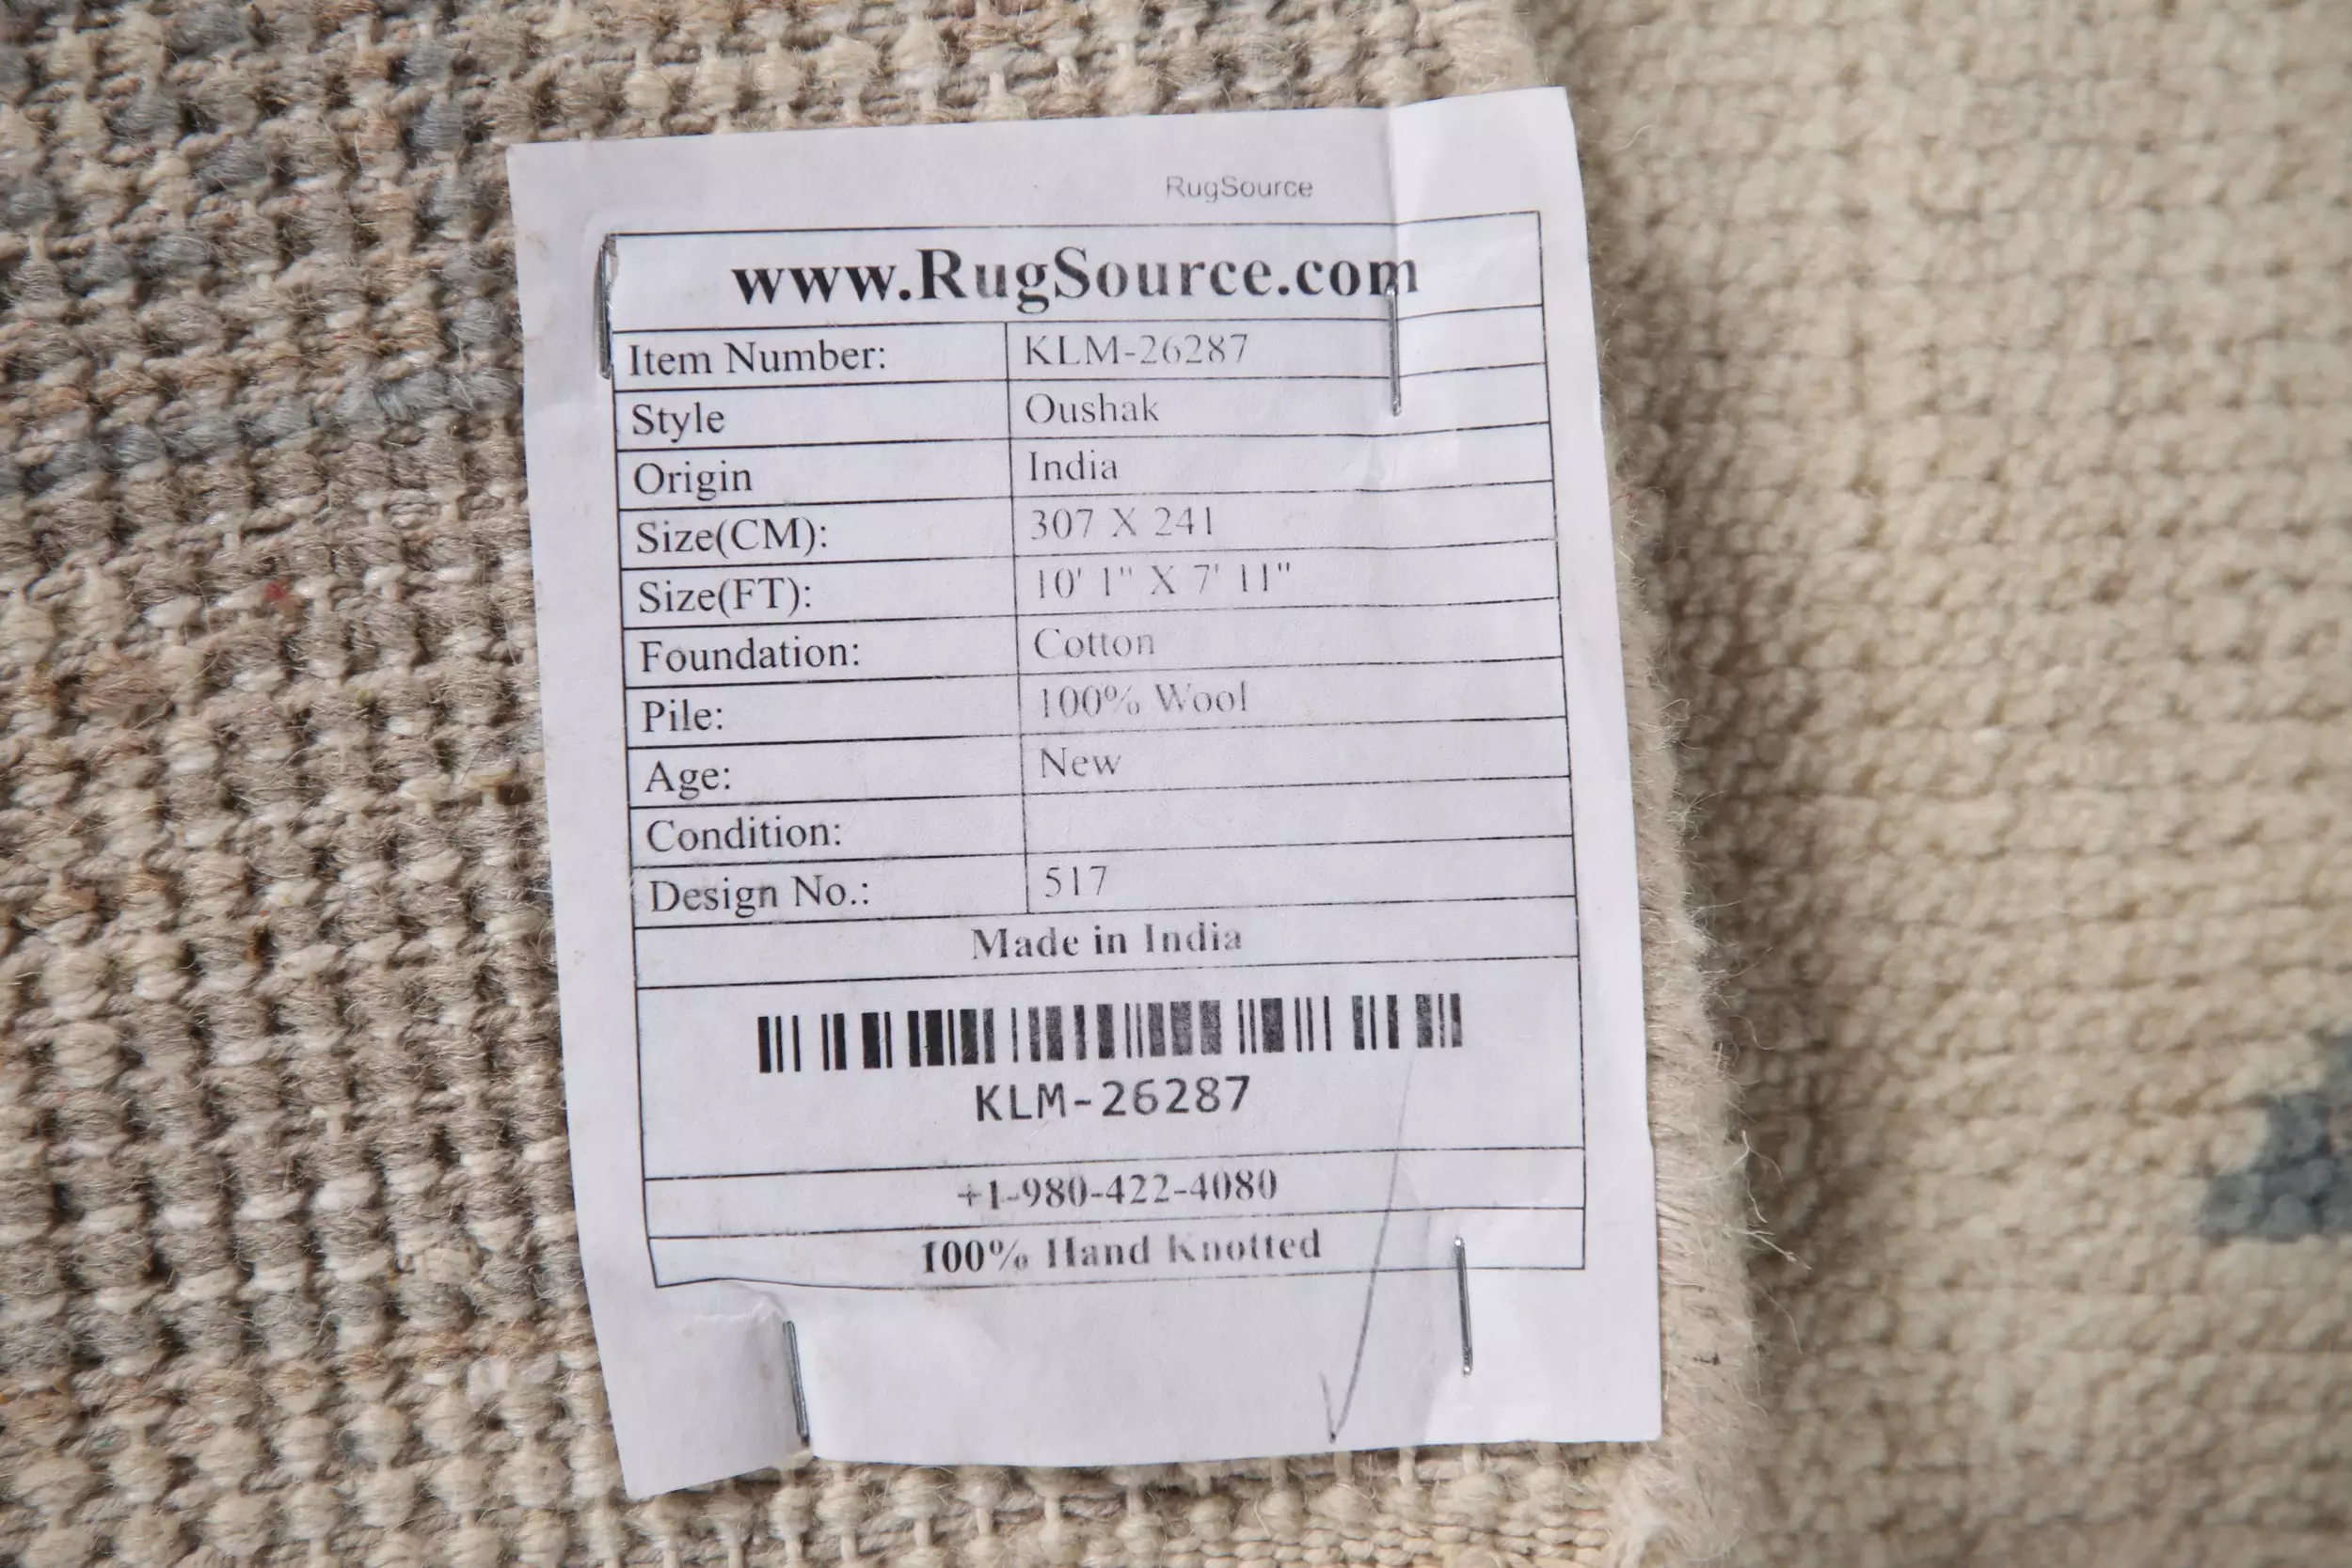 RugSource
www.RugSource.com
Item Number: KLM-26287
Style Oushak
Origin India
Size(CM): 307 X 241
Size(FT): 10' 1" X 7' 11"
Foundation: Cotton
Pile: 100% Wool
Age: New
Condition:
Design No.: 517
Made in India
KLM-26287
+1-980-422-4080
100% Hand Knotted